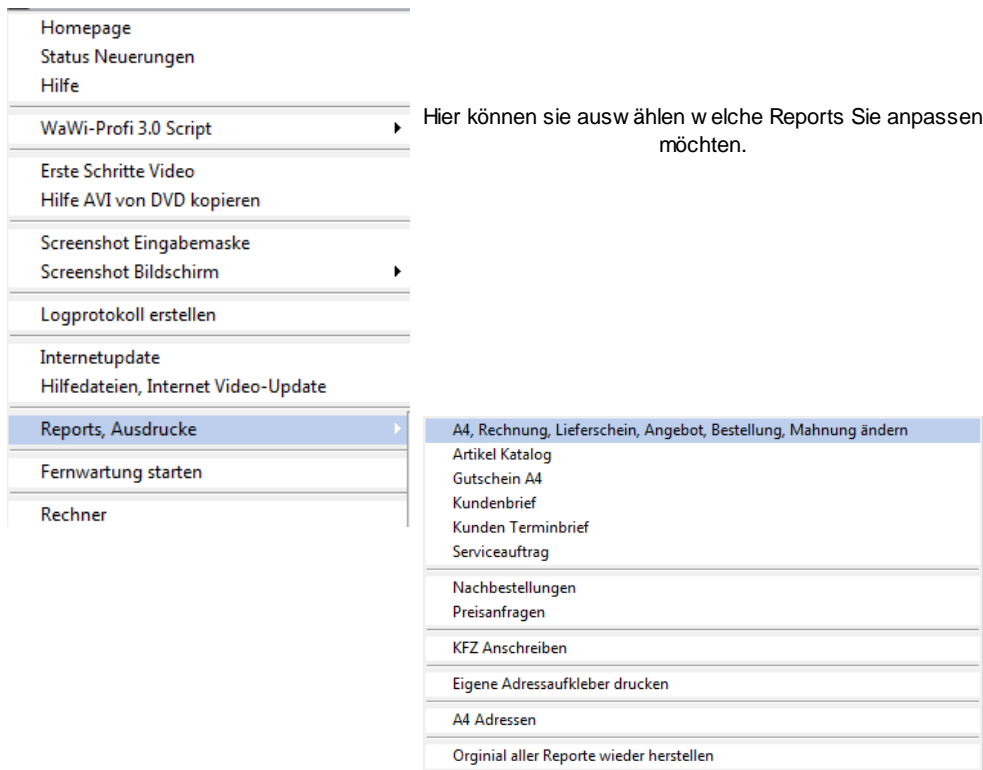 Homepage
Status Neuerungen
Hilfe
WaWi-Profi 3.0 Script
Erste Schritte Video
Hilfe AVI von DVD kopieren
Screenshot Eingabemaske
Screenshot Bildschirm
Logprotokoll erstellen
Internetupdate
Hilfedateien, Internet Video-Update
Reports, Ausdrucke
Fernwartung starten
Rechner
Hier können sie auswählen welche Reports Sie anpassen
möchten.
A4, Rechnung, Lieferschein, Angebot, Bestellung, Mahnung ändern
Artikel Katalog
Gutschein A4
Kundenbrief
Kunden Terminbrief
Serviceauftrag
Nachbestellungen
Preisanfragen
KFZ Anschreiben
Eigene Adressaufkleber drucken
A4 Adressen
Orginial aller Reporte wieder herstellen